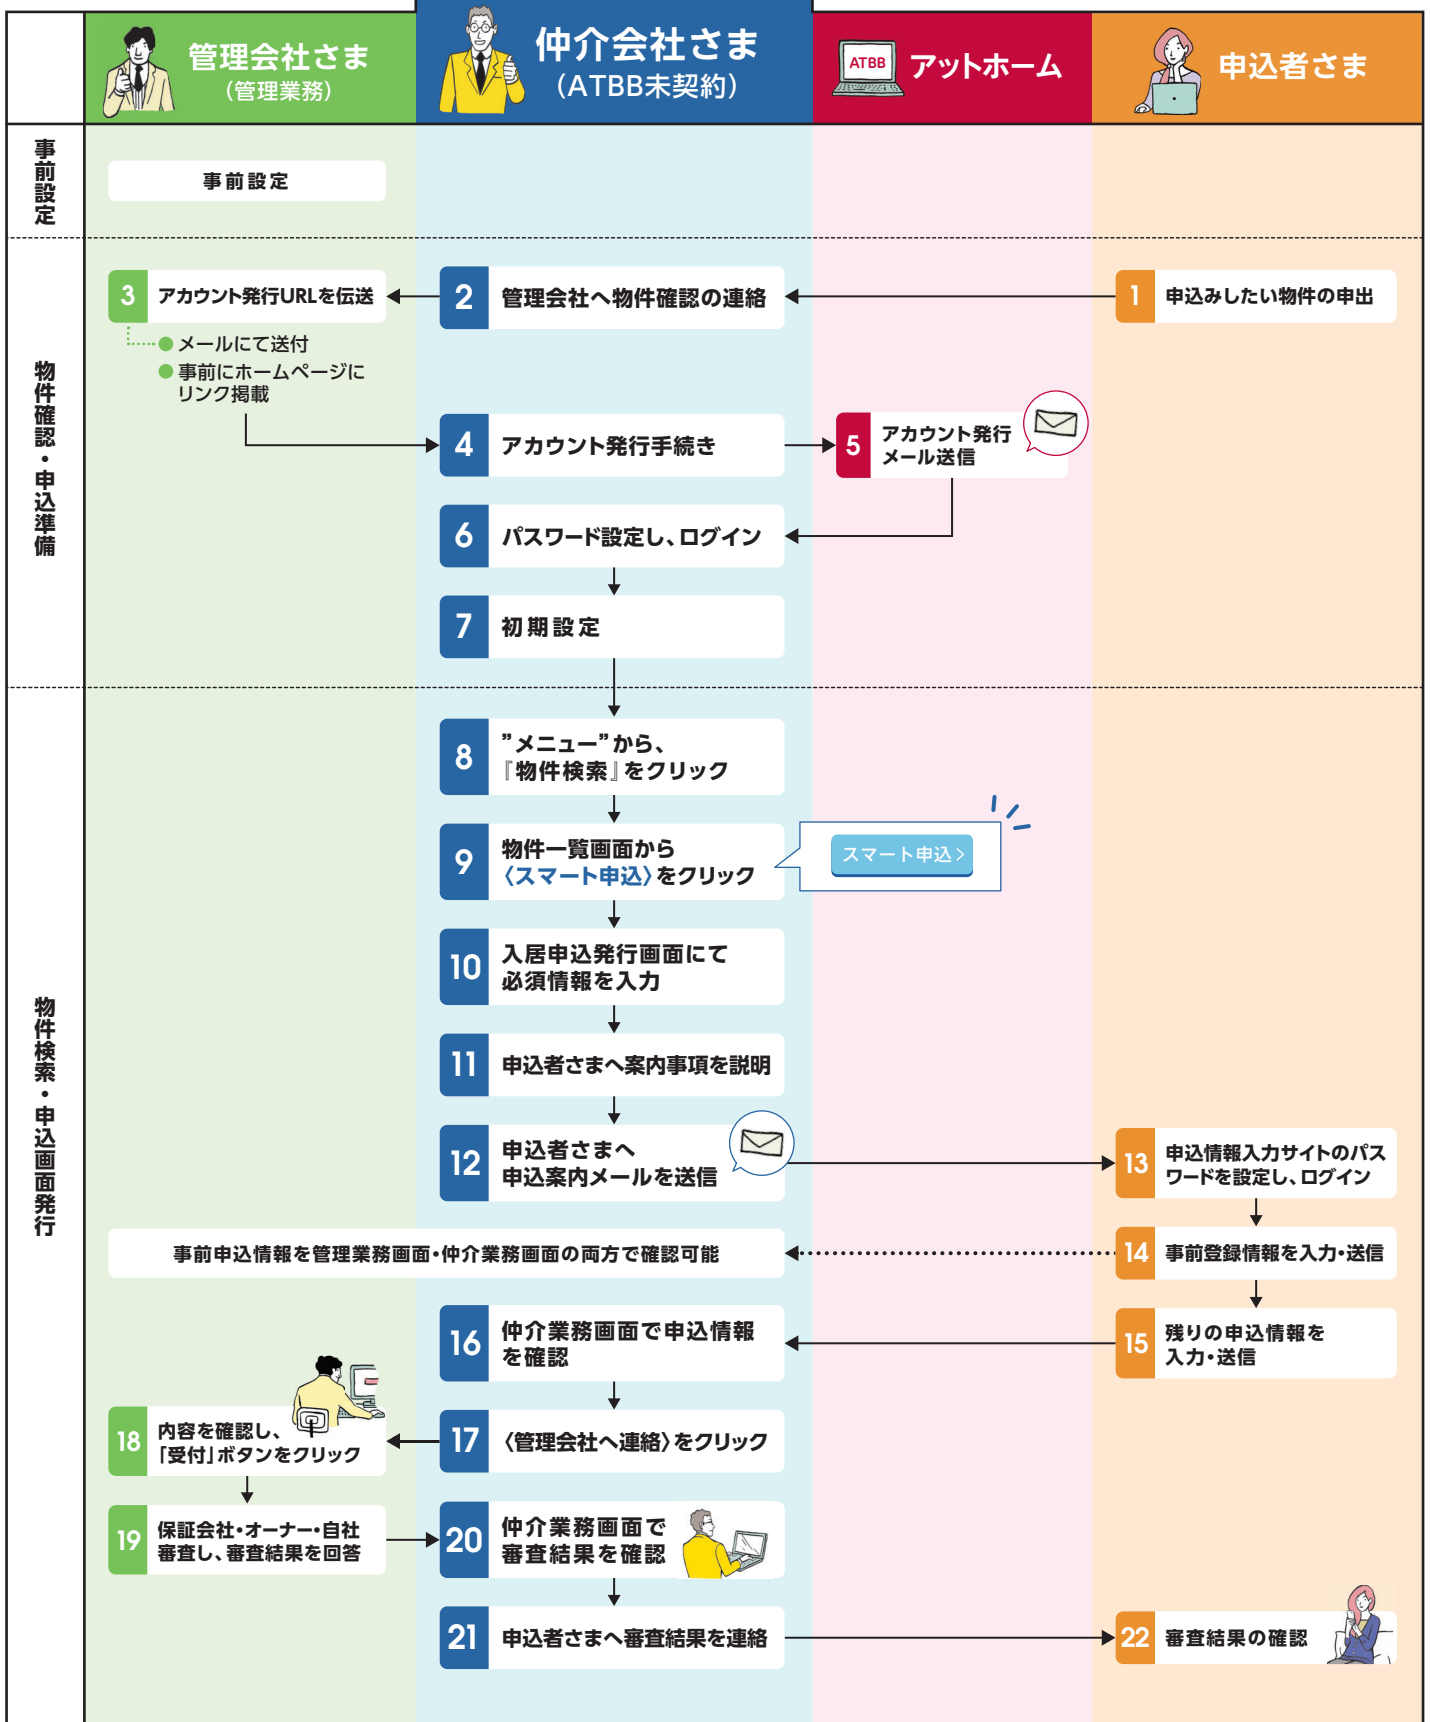 管理会社さま
(管理業務)
仲介会社さま
(ATBB未契約)
ATBB
アットホーム
申込者さま
事前設定
事前設定
物件確認・申込準備
1
申込みしたい物件の申出
2
管理会社へ物件確認の連絡
3
アカウント発行URLを伝送
● メールにて送付
● 事前にホームページに
リンク掲載
4
アカウント発行手続き
5
アカウント発行
メール送信
6
パスワード設定し、ログイン
7
初期設定
物件検索・申込画面発行
8
”メニュー”から、
『物件検索』をクリック
9
物件一覧画面から
〈スマート申込〉をクリック
スマート申込 >
10
入居申込発行画面にて
必須情報を入力
11
申込者さまへ案内事項を説明
12
申込者さまへ
申込案内メールを送信
13
申込情報入力サイトのパス
ワードを設定し、ログイン
14
事前登録情報を入力・送信
事前申込情報を管理業務画面・仲介業務画面の両方で確認可能
15
残りの申込情報を
入力・送信
16
仲介業務画面で申込情報
を確認
17
〈管理会社へ連絡〉をクリック
18
内容を確認し、
「受付」ボタンをクリック
19
保証会社・オーナー・自社
審査し、審査結果を回答
20
仲介業務画面で
審査結果を確認
21
申込者さまへ審査結果を連絡
22
審査結果の確認